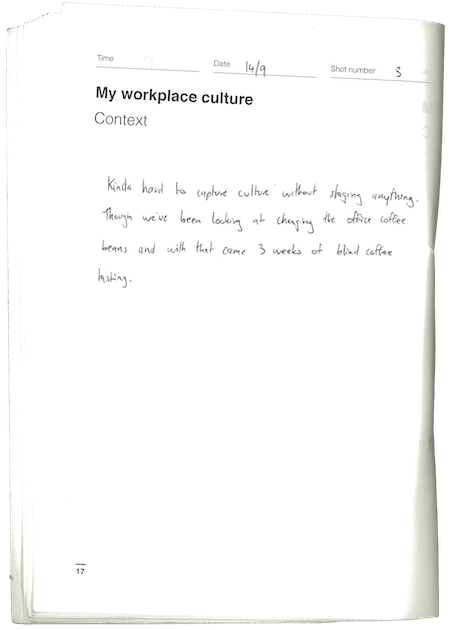 Time
Date 14/9
Shot number 3
My workplace culture
Context
Kinda hard to capture culture without staging anything.
Though we've been looking at changing the office coffee
beans and with that came 3 weeks of blind coffee
tasting.
17